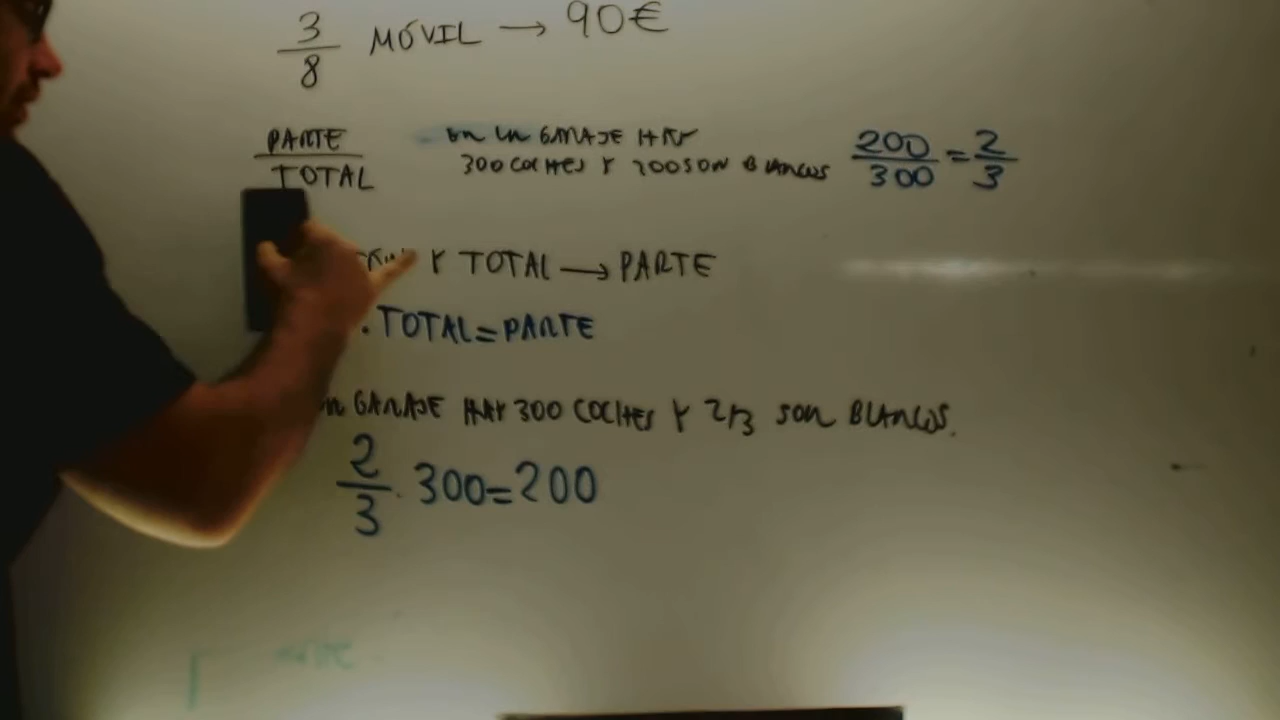 3/8 MÓVIL → 90€
PARTE/TOTAL
en un GARAJE HAY
300 COCHES Y 200 SON BLANCOS
200/300 = 2/3
Y TOTAL → PARTE
. TOTAL = PARTE
un GARAJE HAY 300 COCHES Y 2/3 SON BLANCOS.
2/3 . 300 = 200